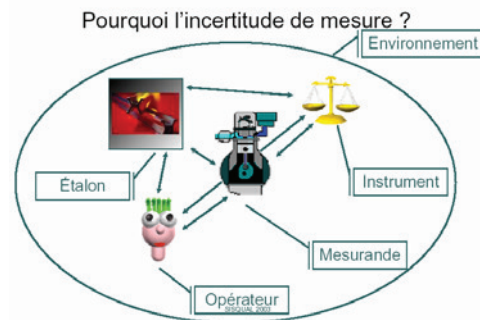 Pourquoi l'incertitude de mesure ?
Environnement
Étalon
Instrument
Mesurande
Opérateur
SISQUAL 2003